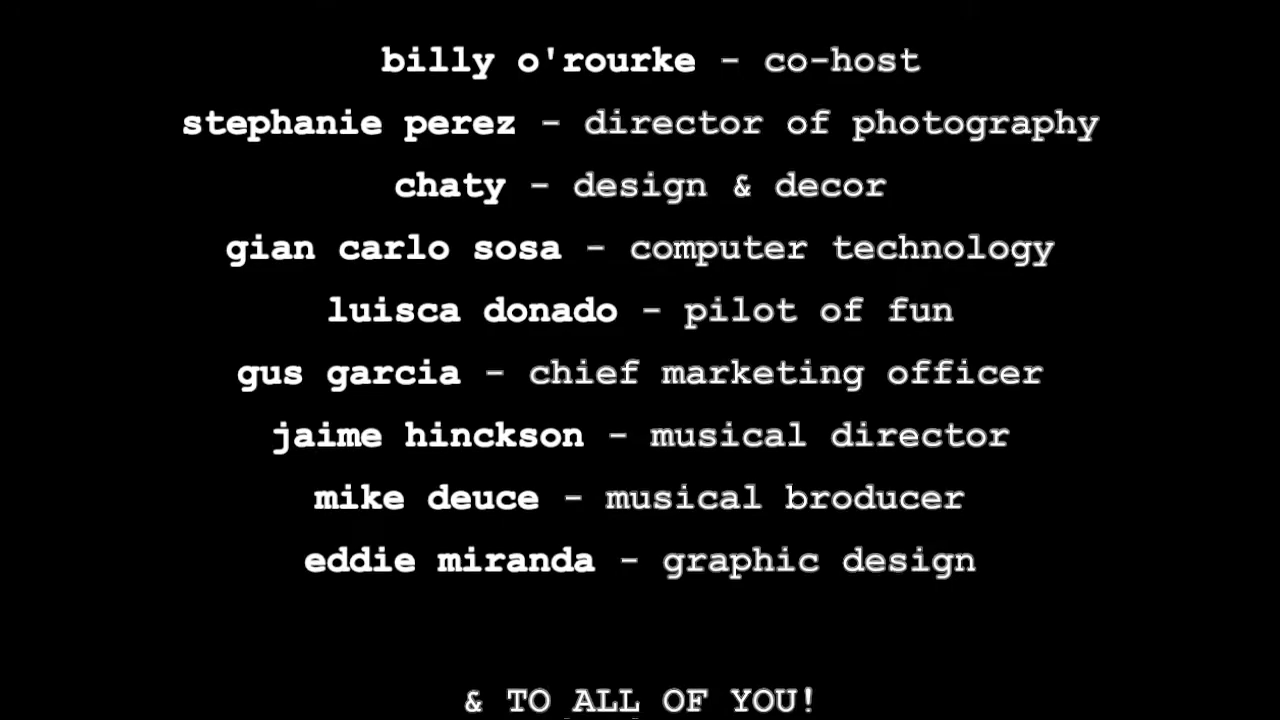 billy o'rourke - co-host
stephanie perez - director of photography
chaty - design & decor
gian carlo sosa - computer technology
luisca donado - pilot of fun
gus garcia - chief marketing officer
jaime hinckson - musical director
mike deuce - musical broducer
eddie miranda - graphic design
& TO ALL OF YOU!